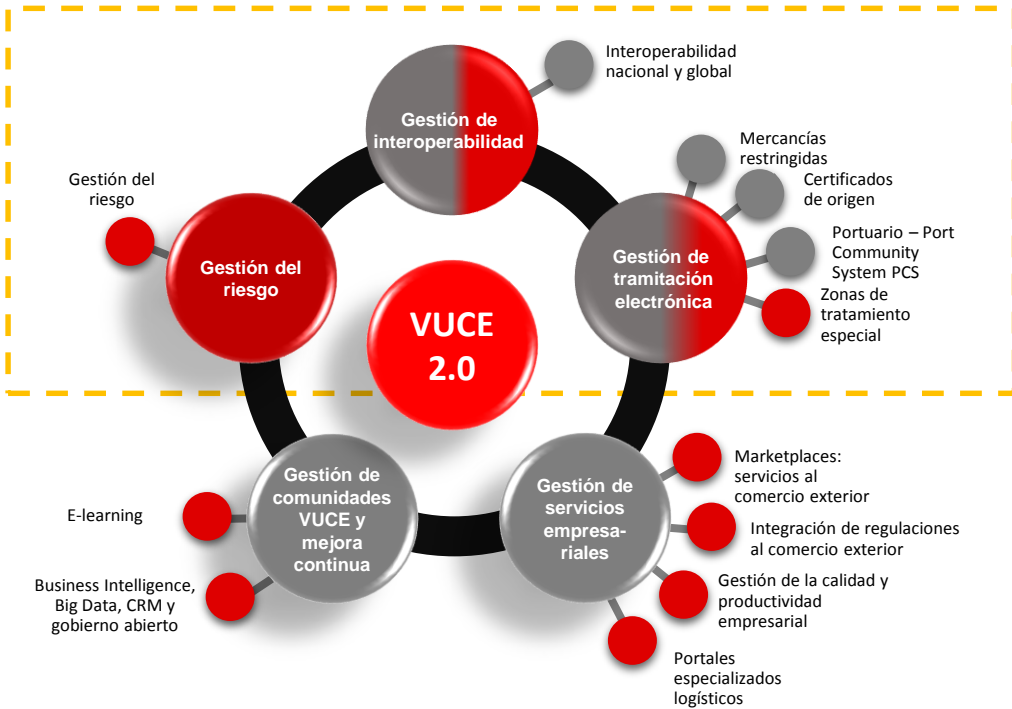 Interoperabilidad
nacional y global
Gestión de
interoperabilidad
Mercancías
restringidas
Certificados
de origen
Portuario – Port
Community
System PCS
Zonas de
tratamiento
especial
Gestión de
tramitación
electrónica
Gestión del
riesgo
Gestión del
riesgo
VUCE
2.0
Gestión de
comunidades
VUCE y
mejora
continua
E-learning
Business Intelligence,
Big Data, CRM y
gobierno abierto
Gestión de
servicios
empresa-
riales
Marketplaces:
servicios al
comercio exterior
Integración de regulaciones
al comercio exterior
Gestión de la calidad y
productividad
empresarial
Portales
especializados
logísticos